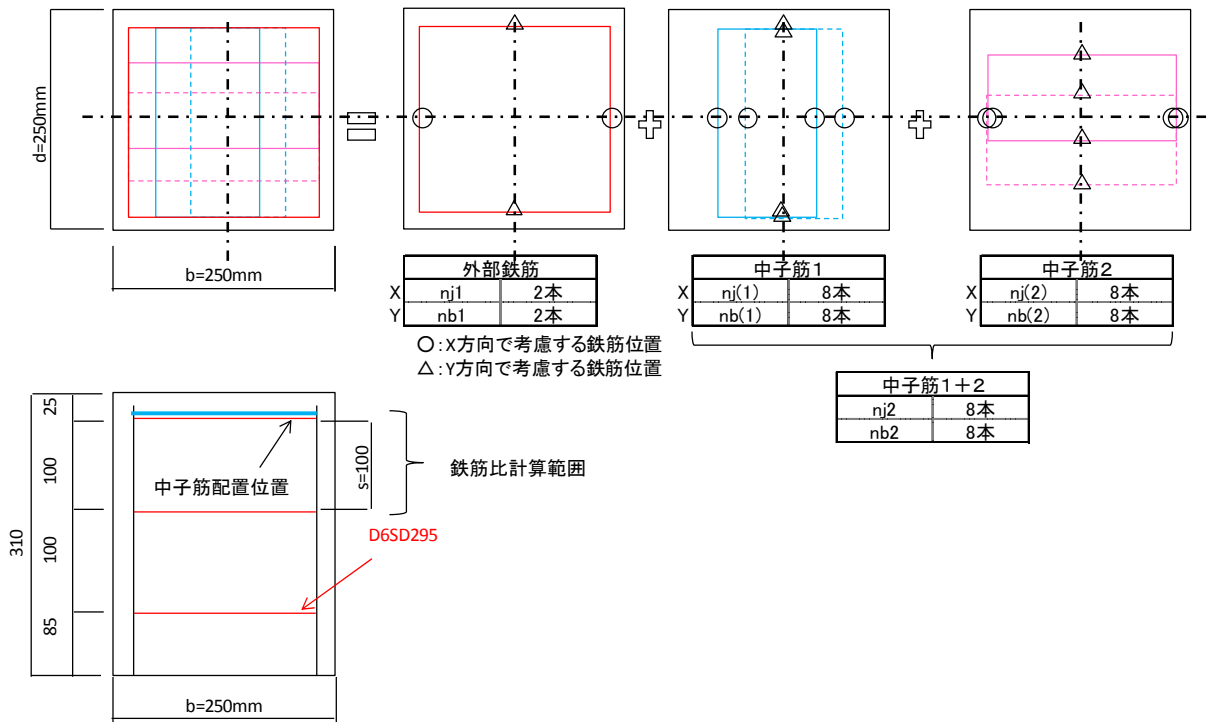 d=250mm
b=250mm
外部鉄筋
X nj1 2本
Y nb1 2本
○:X方向で考慮する鉄筋位置
△:Y方向で考慮する鉄筋位置
中子筋1
X nj(1) 8本
Y nb(1) 8本
中子筋2
X nj(2) 8本
Y nb(2) 8本
中子筋1+2
nj2 8本
nb2 8本
25
100
100
85
310
中子筋配置位置
s=100
鉄筋比計算範囲
D6SD295
b=250mm